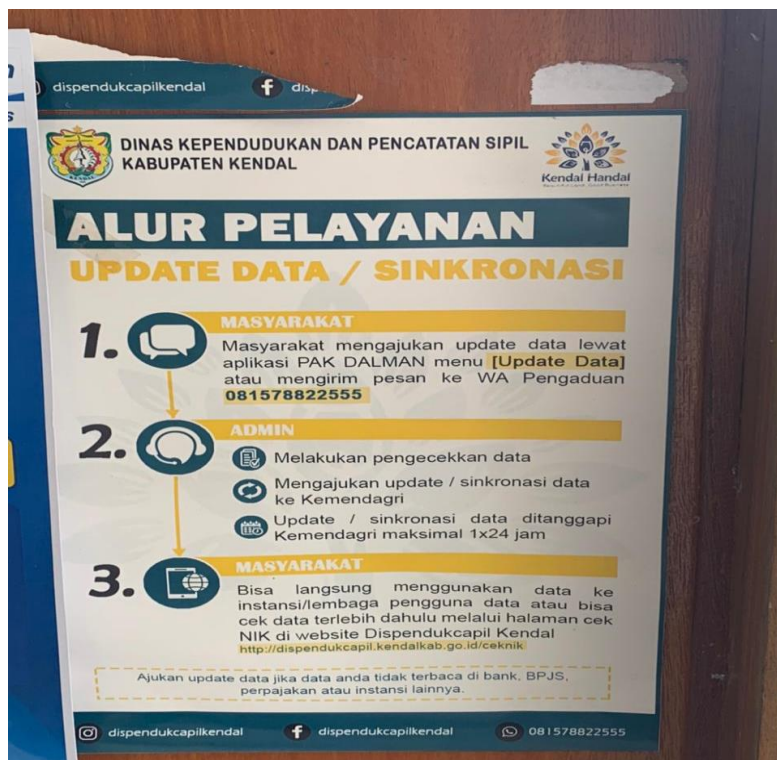 dispendukcapilkendal
DINAS KEPENDUDUKAN DAN PENCATATAN SIPIL
KABUPATEN KENDAL
Kendal Handal
ALUR PELAYANAN
UPDATE DATA / SINKRONASI
1.
MASYARAKAT
Masyarakat mengajukan update data lewat
aplikasi PAK DALMAN menu [Update Data]
atau mengirim pesan ke WA Pengaduan
081578822555
2.
ADMIN
Melakukan pengecekkan data
Mengajukan update / sinkronasi data
ke Kemendagri
Update / sinkronasi data ditanggapi
Kemendagri maksimal 1x24 jam
3.
MASYARAKAT
Bisa langsung menggunakan data ke
instansi/lembaga pengguna data atau bisa
cek data terlebih dahulu melalui halaman cek
NIK di website Dispendukcapil Kendal
http://dispendukcapil.kendalkab.go.id/ceknik
Ajukan update data jika data anda tidak terbaca di bank, BPJS,
perpajakan atau instansi lainnya.
dispendukcapilkendal dispendukcapilkendal 081578822555